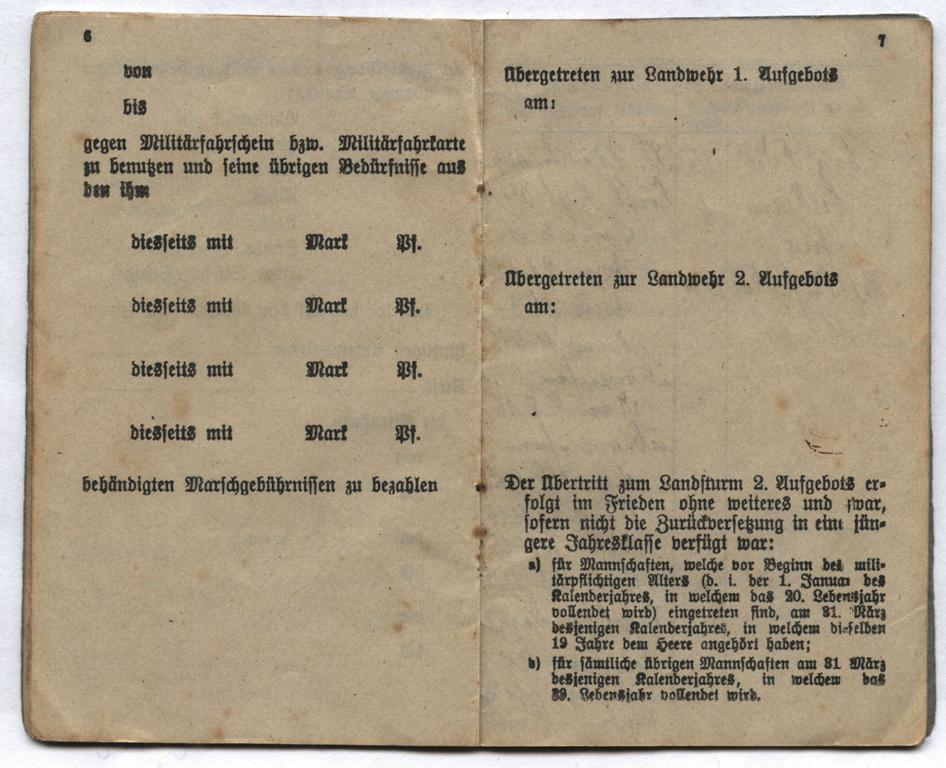 6
von
bis
gegen Militärfahrschein bzw. Militärfahrkarte
zu benutzen und seine übrigen Bedürfnisse aus
den ihm
diesseits mit Mark Pf.
diesseits mit Mark Pf.
diesseits mit Mark Pf.
diesseits mit Mark Pf.
behändigten Marschgebührnissen zu bezahlen
7
Übergetreten zur Landwehr 1. Aufgebots
am:
Übergetreten zur Landwehr 2. Aufgebots
am:
Der Übertritt zum Landsturm 2. Aufgebots er-
folgt im Frieden ohne weiteres und zwar,
sofern nicht die Zurückversetzung in eine jün-
gere Jahresklasse verfügt war:
a) für Mannschaften, welche vor Beginn des mili-
tärpflichtigen Alters (d. i. der 1. Januar des
Kalenderjahres, in welchem das 20. Lebensjahr
vollendet wird) eingetreten sind, am 31. März
desjenigen Kalenderjahres, in welchem dieselben
19 Jahre dem Heere angehört haben;
b) für sämtliche übrigen Mannschaften am 31 März
desjenigen Kalenderjahres, in welchem das
39. Lebensjahr vollendet wird.